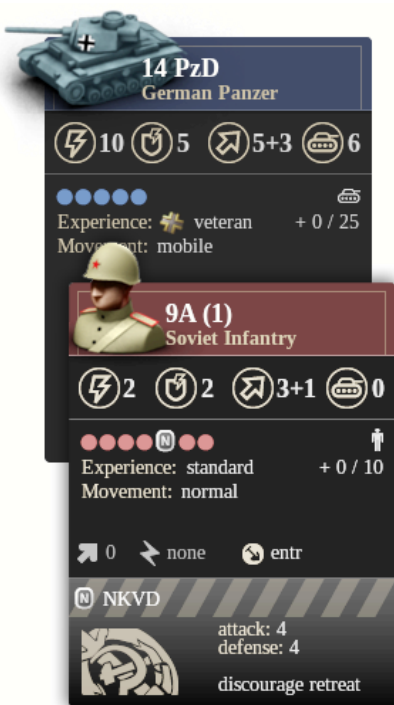 14 PzD
German Panzer
10 5 5+3 6
Experience: veteran + 0 / 25
Movement: mobile
9A (1)
Soviet Infantry
2 2 3+1 0
N
Experience: standard + 0 / 10
Movement: normal
0 none entr
N NKVD
attack: 4
defense: 4
discourage retreat